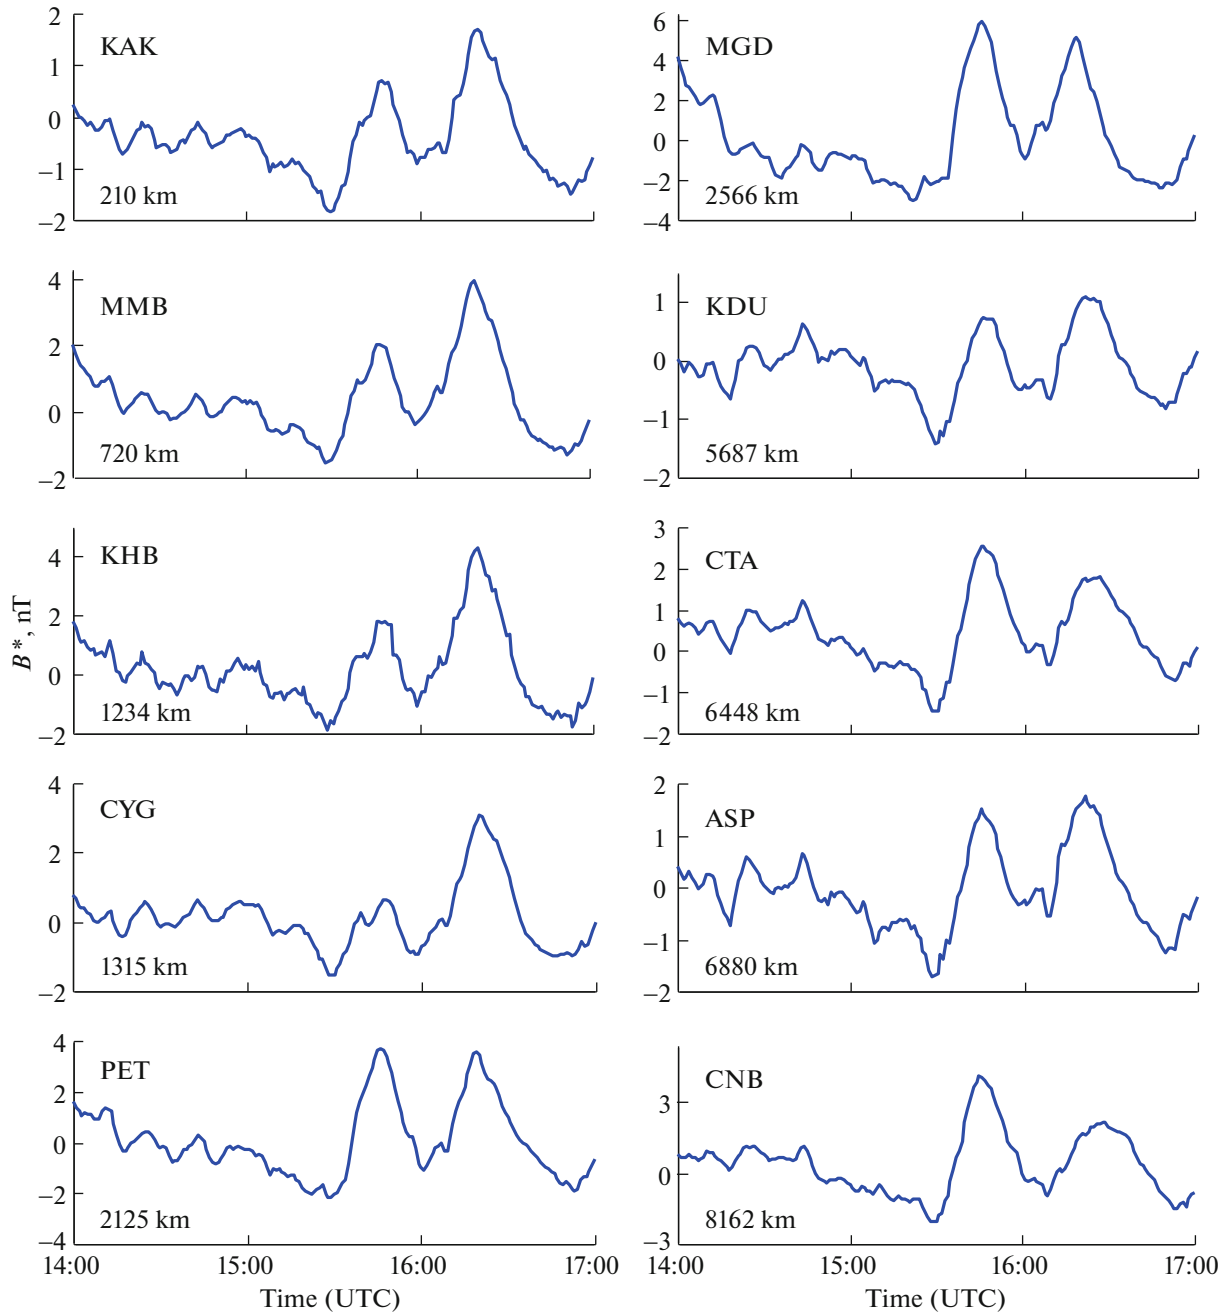 2
KAK
1
0
−1
210 km
−2
6
MGD
4
2
0
−2
2566 km
−4
4
MMB
2
0
720 km
−2
1
KDU
0
−1
5687 km
−2
4
KHB
2
0
1234 km
−2
3
CTA
2
1
0
−1
6448 km
−2
B*, nT
4
CYG
2
0
1315 km
−2
2
ASP
1
0
−1
6880 km
−2
4
PET
2
0
−2
2125 km
−4
3
CNB
0
8162 km
−3
14:00 15:00 16:00 17:00
Time (UTC)
14:00 15:00 16:00 17:00
Time (UTC)